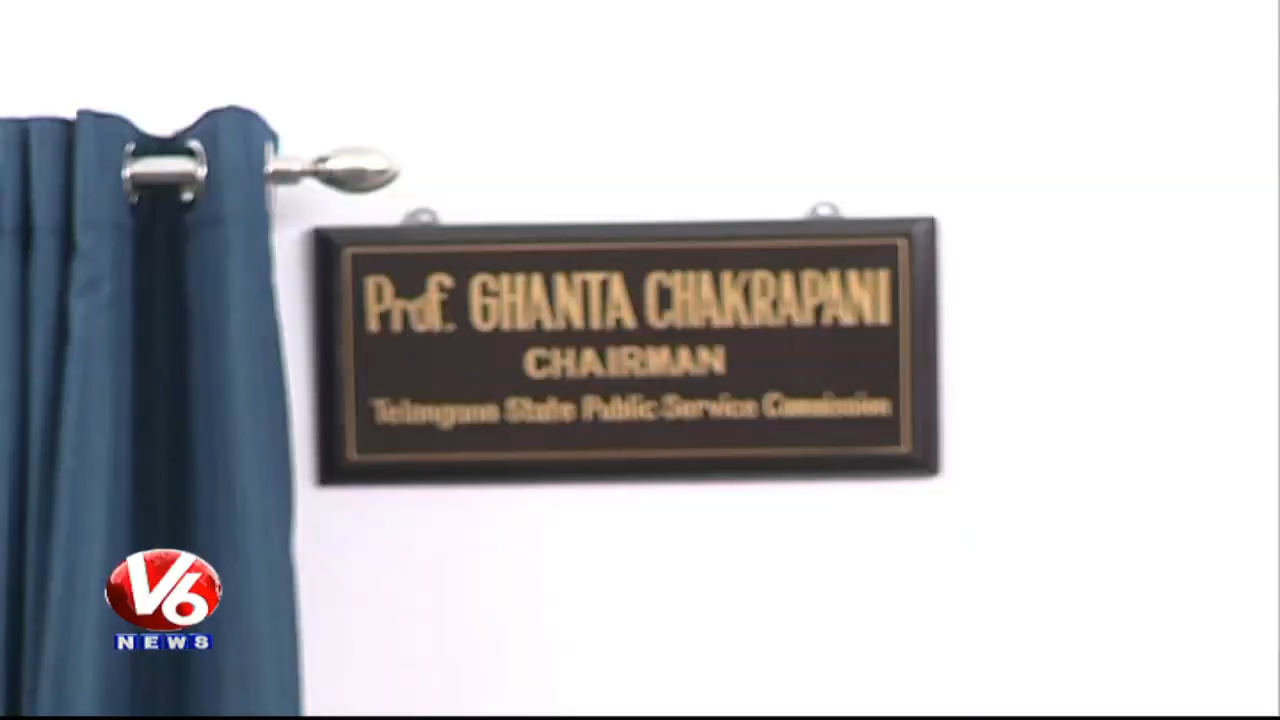 Prof. GHANTA CHAKRAPANI
CHAIRMAN
Telangana State Public Service Commission
V6
NEWS